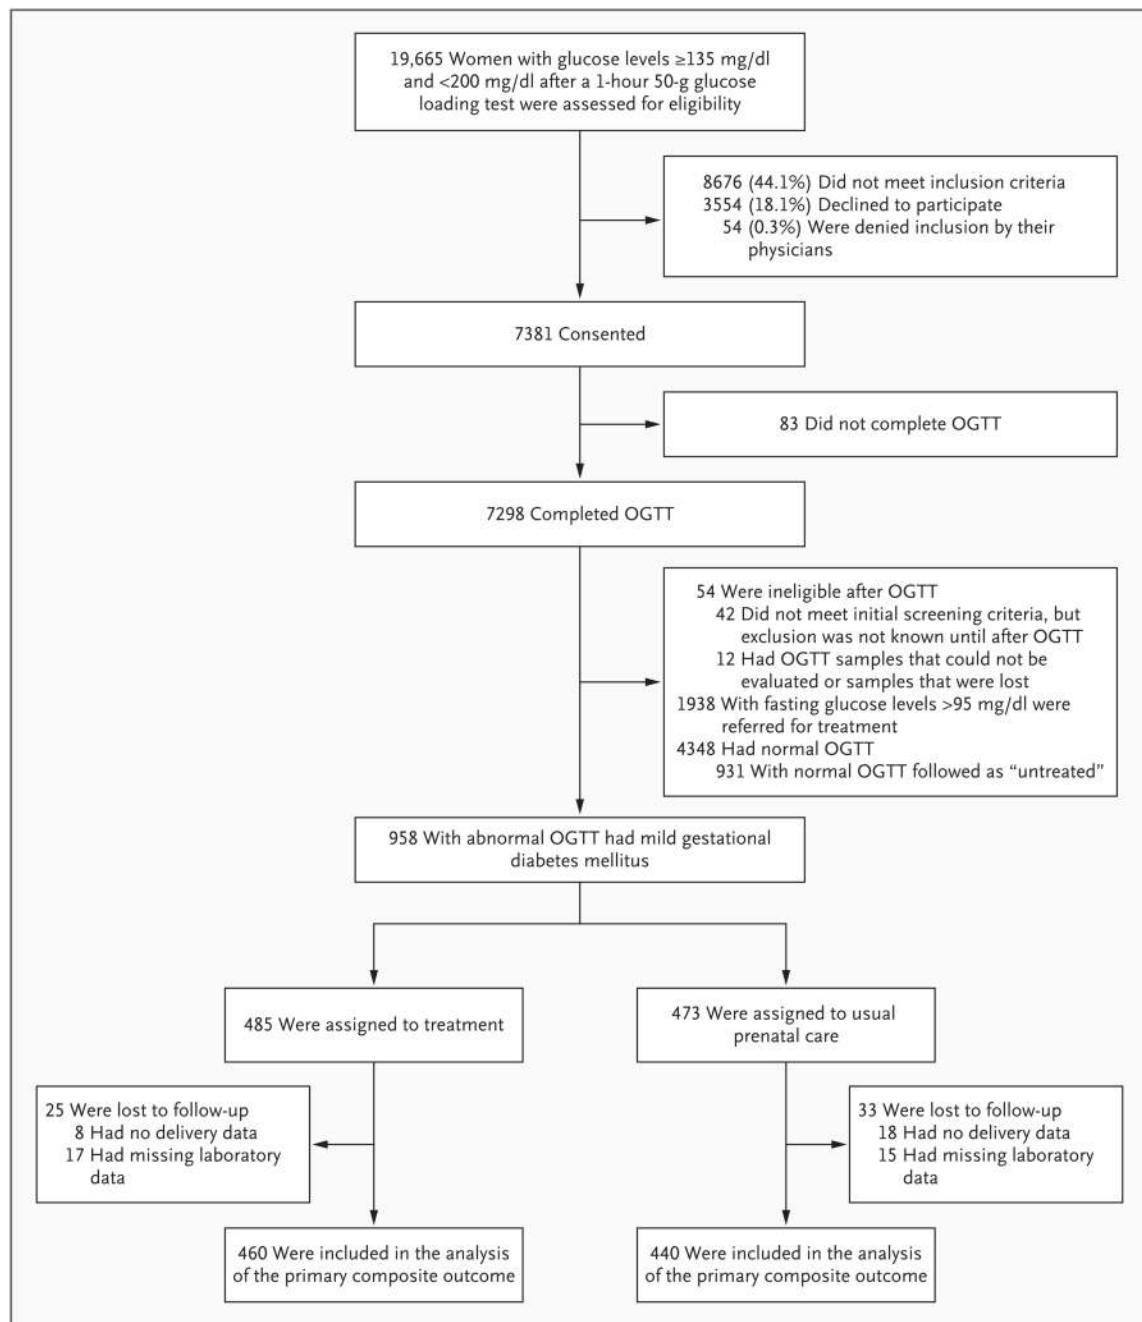 19,665 Women with glucose levels ≥135 mg/dl
and <200 mg/dl after a 1-hour 50-g glucose
loading test were assessed for eligibility
8676 (44.1%) Did not meet inclusion criteria
3554 (18.1%) Declined to participate
54 (0.3%) Were denied inclusion by their
physicians
7381 Consented
83 Did not complete OGTT
7298 Completed OGTT
54 Were ineligible after OGTT
42 Did not meet initial screening criteria, but
exclusion was not known until after OGTT
12 Had OGTT samples that could not be
evaluated or samples that were lost
1938 With fasting glucose levels >95 mg/dl were
referred for treatment
4348 Had normal OGTT
931 With normal OGTT followed as “untreated”
958 With abnormal OGTT had mild gestational
diabetes mellitus
485 Were assigned to treatment
473 Were assigned to usual
prenatal care
25 Were lost to follow-up
8 Had no delivery data
17 Had missing laboratory
data
33 Were lost to follow-up
18 Had no delivery data
15 Had missing laboratory
data
460 Were included in the analysis
of the primary composite outcome
440 Were included in the analysis
of the primary composite outcome